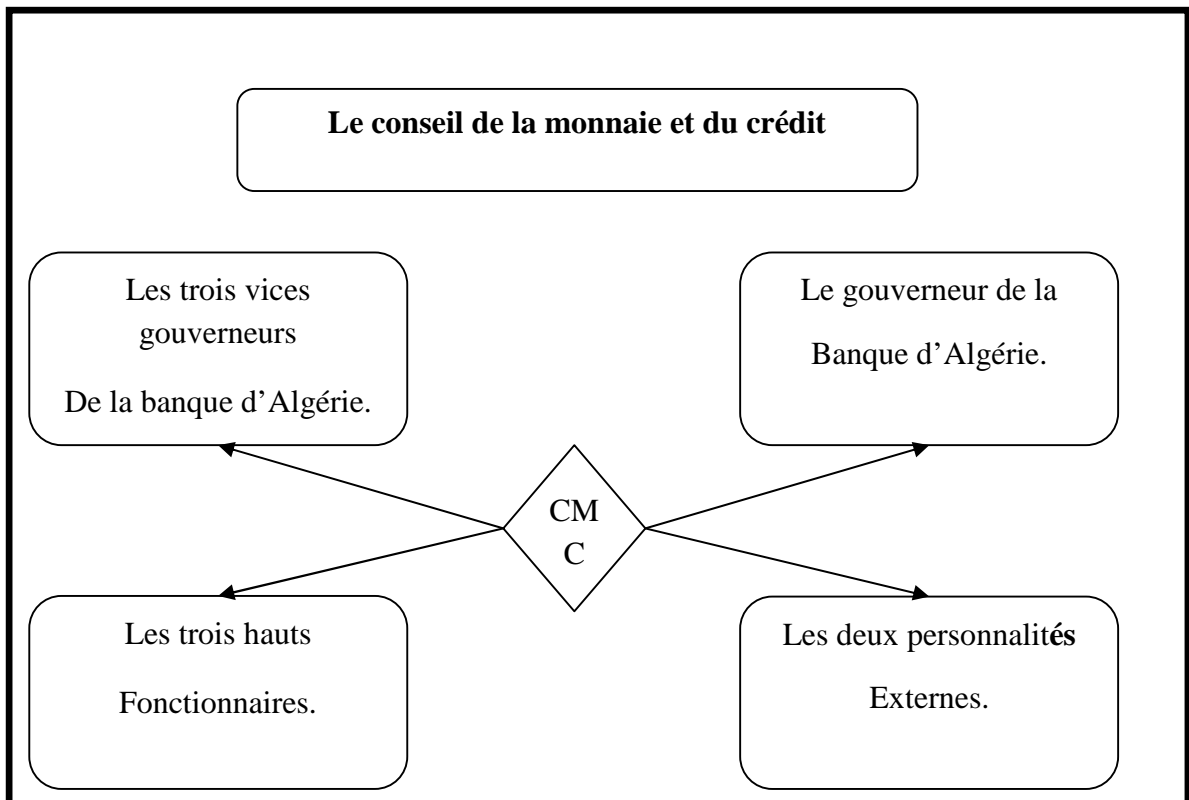 Le conseil de la monnaie et du crédit
Les trois vices
gouverneurs
De la banque d’Algérie.
Le gouverneur de la
Banque d’Algérie.
CM
C
Les trois hauts
Fonctionnaires.
Les deux personnalités
Externes.